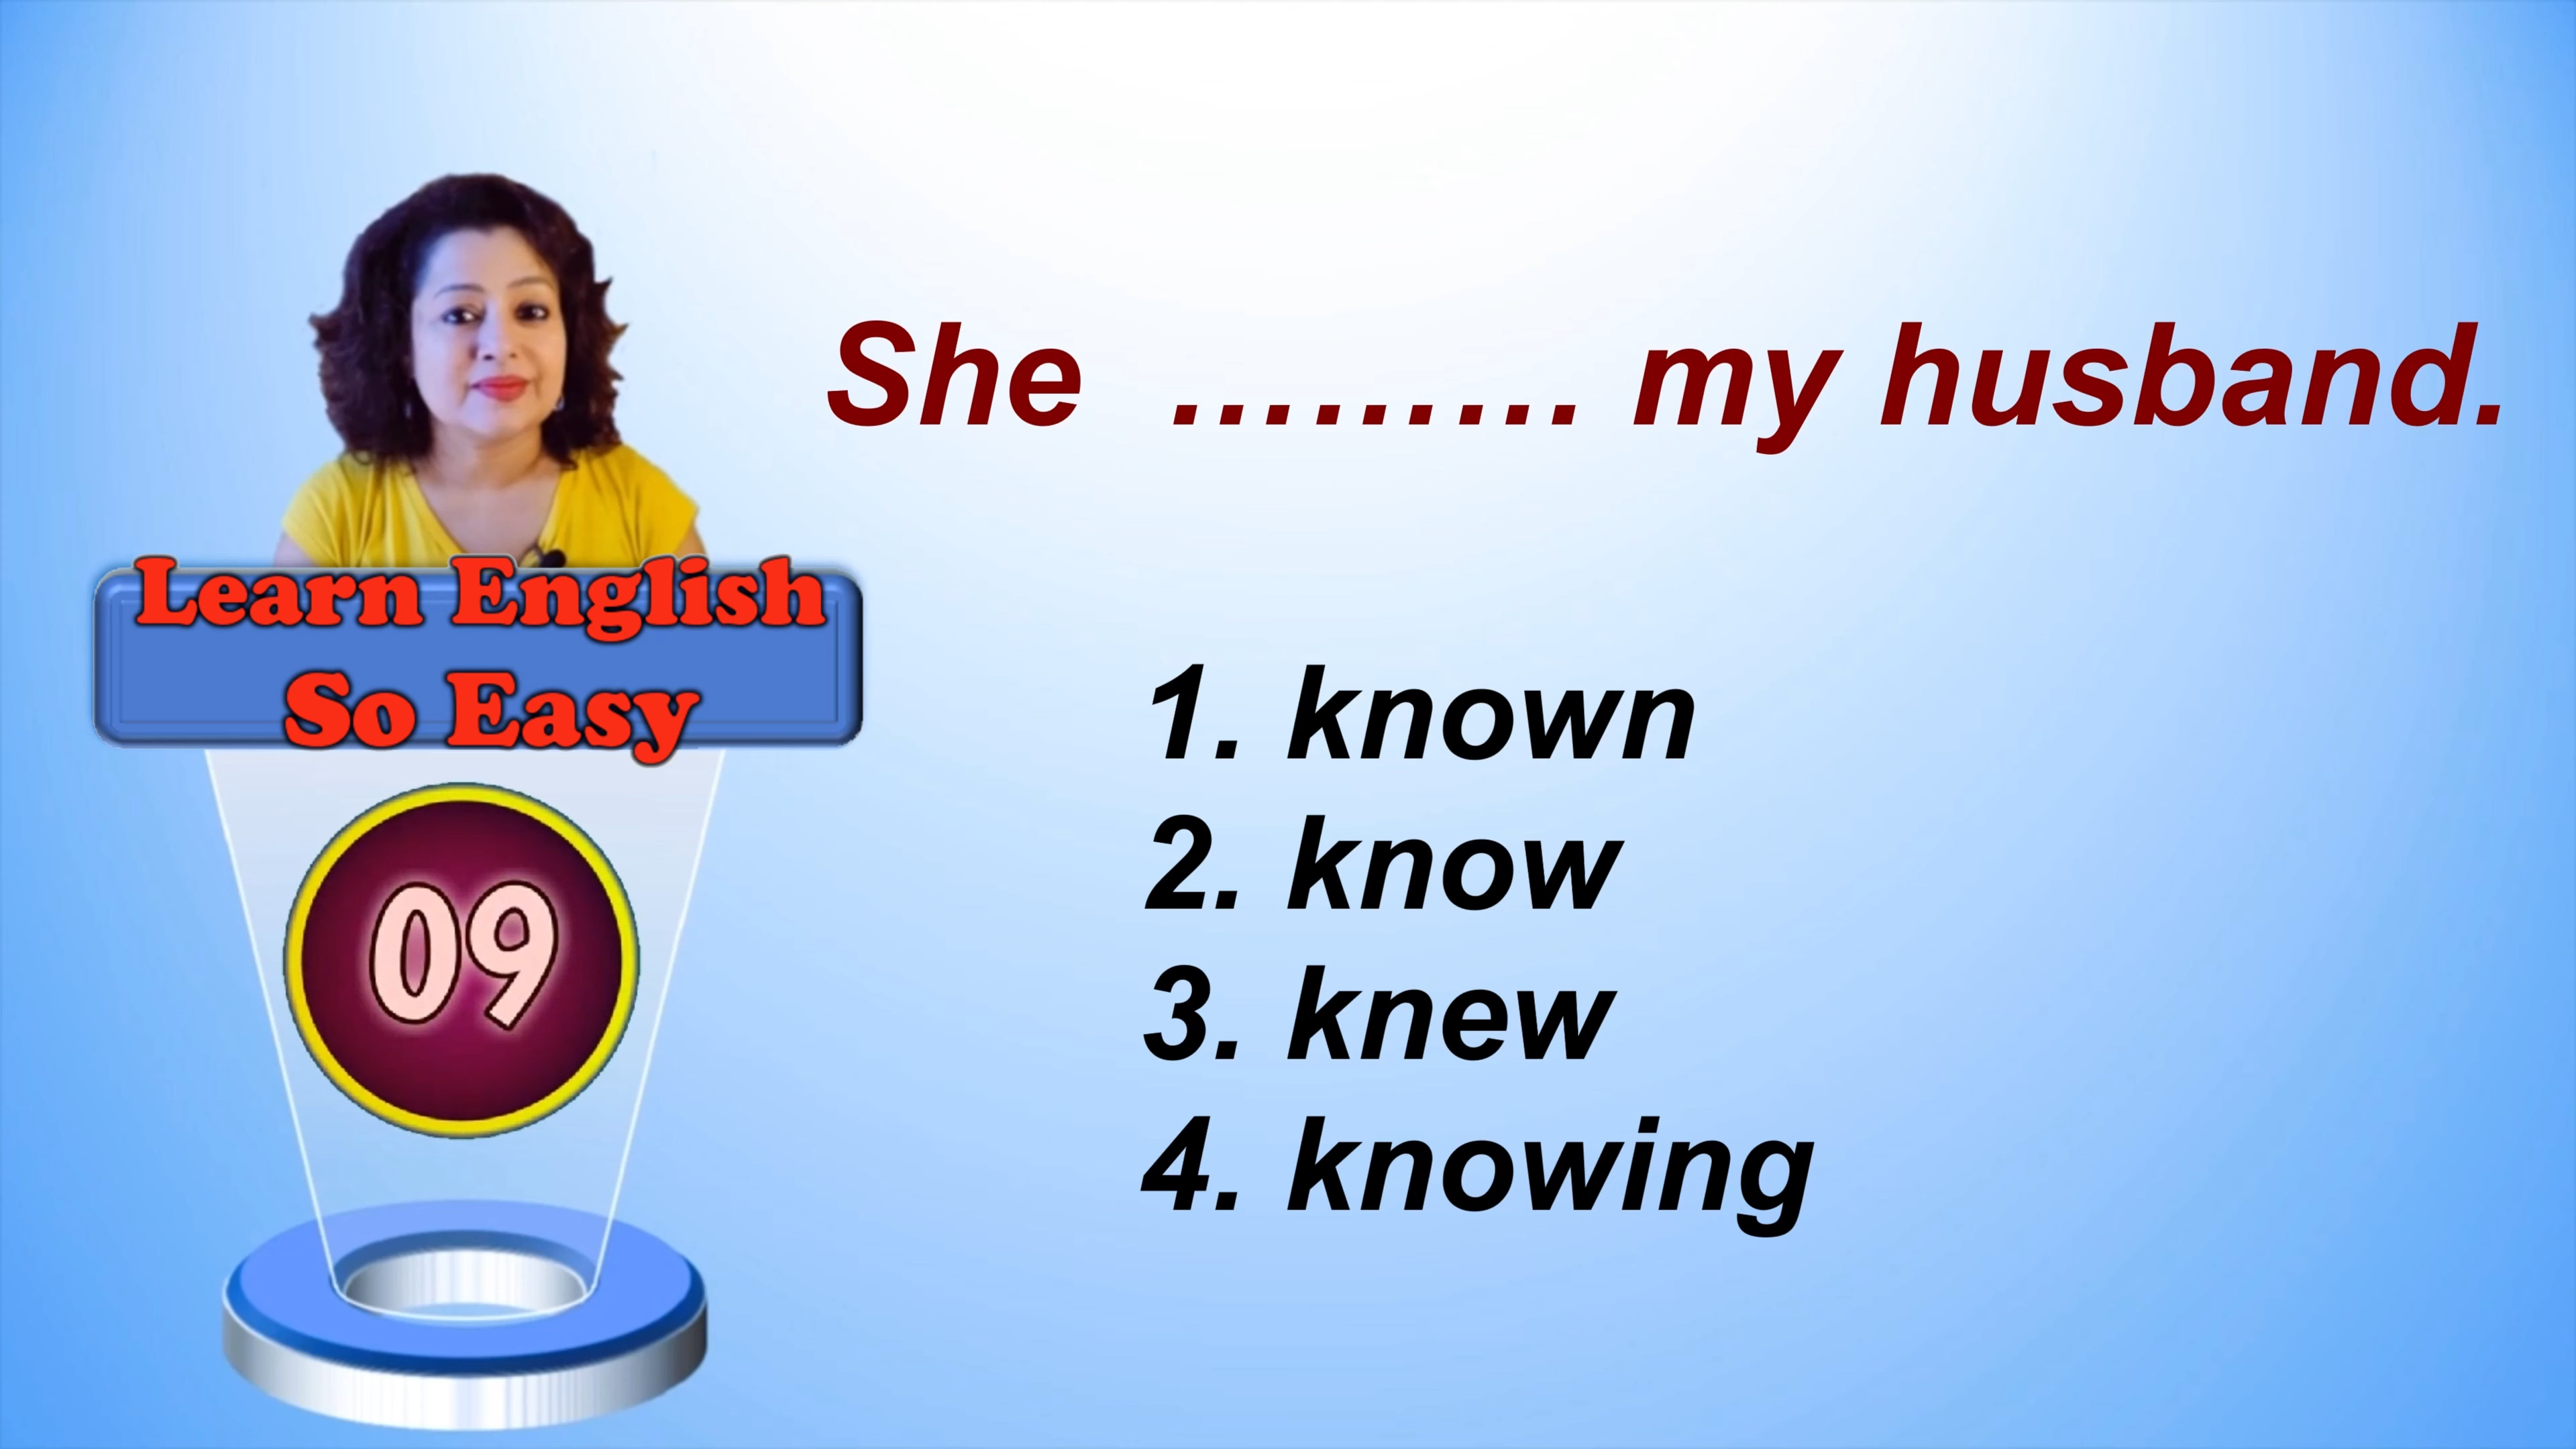 She ......... my husband.
Learn English
So Easy
09
1. known
2. know
3. knew
4. knowing